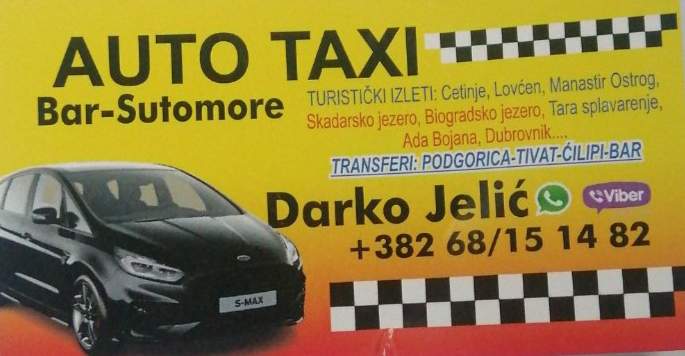 AUTO TAXI
Bar-Sutomore
TURISTIČKI IZLETI: Cetinje, Lovćen, Manastir Ostrog,
Skadarsko jezero, Biogradsko jezero, Tara splavarenje,
Ada Bojana, Dubrovnik....
TRANSFERI: PODGORICA-TIVAT-ĆILIPI-BAR
Darko Jelić
Viber
+382 68/15 14 82
S-MAX